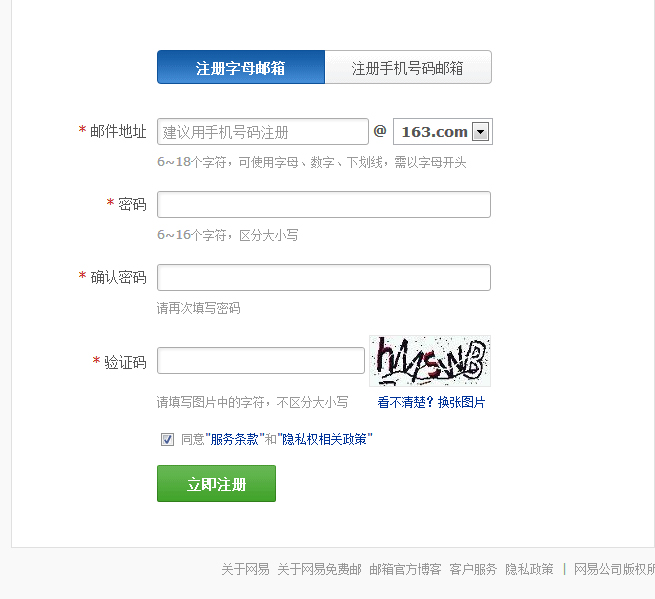 注册字母邮箱 注册手机号码邮箱
* 邮件地址 建议用手机号码注册 @ 163.com
6~18个字符，可使用字母、数字、下划线，需以字母开头
* 密码
6~16个字符，区分大小写
* 确认密码
请再次填写密码
* 验证码
请填写图片中的字符，不区分大小写 看不清楚？换张图片
同意"服务条款"和"隐私权相关政策"
立即注册
关于网易 关于网易免费邮 邮箱官方博客 客户服务 隐私政策 | 网易公司版权所